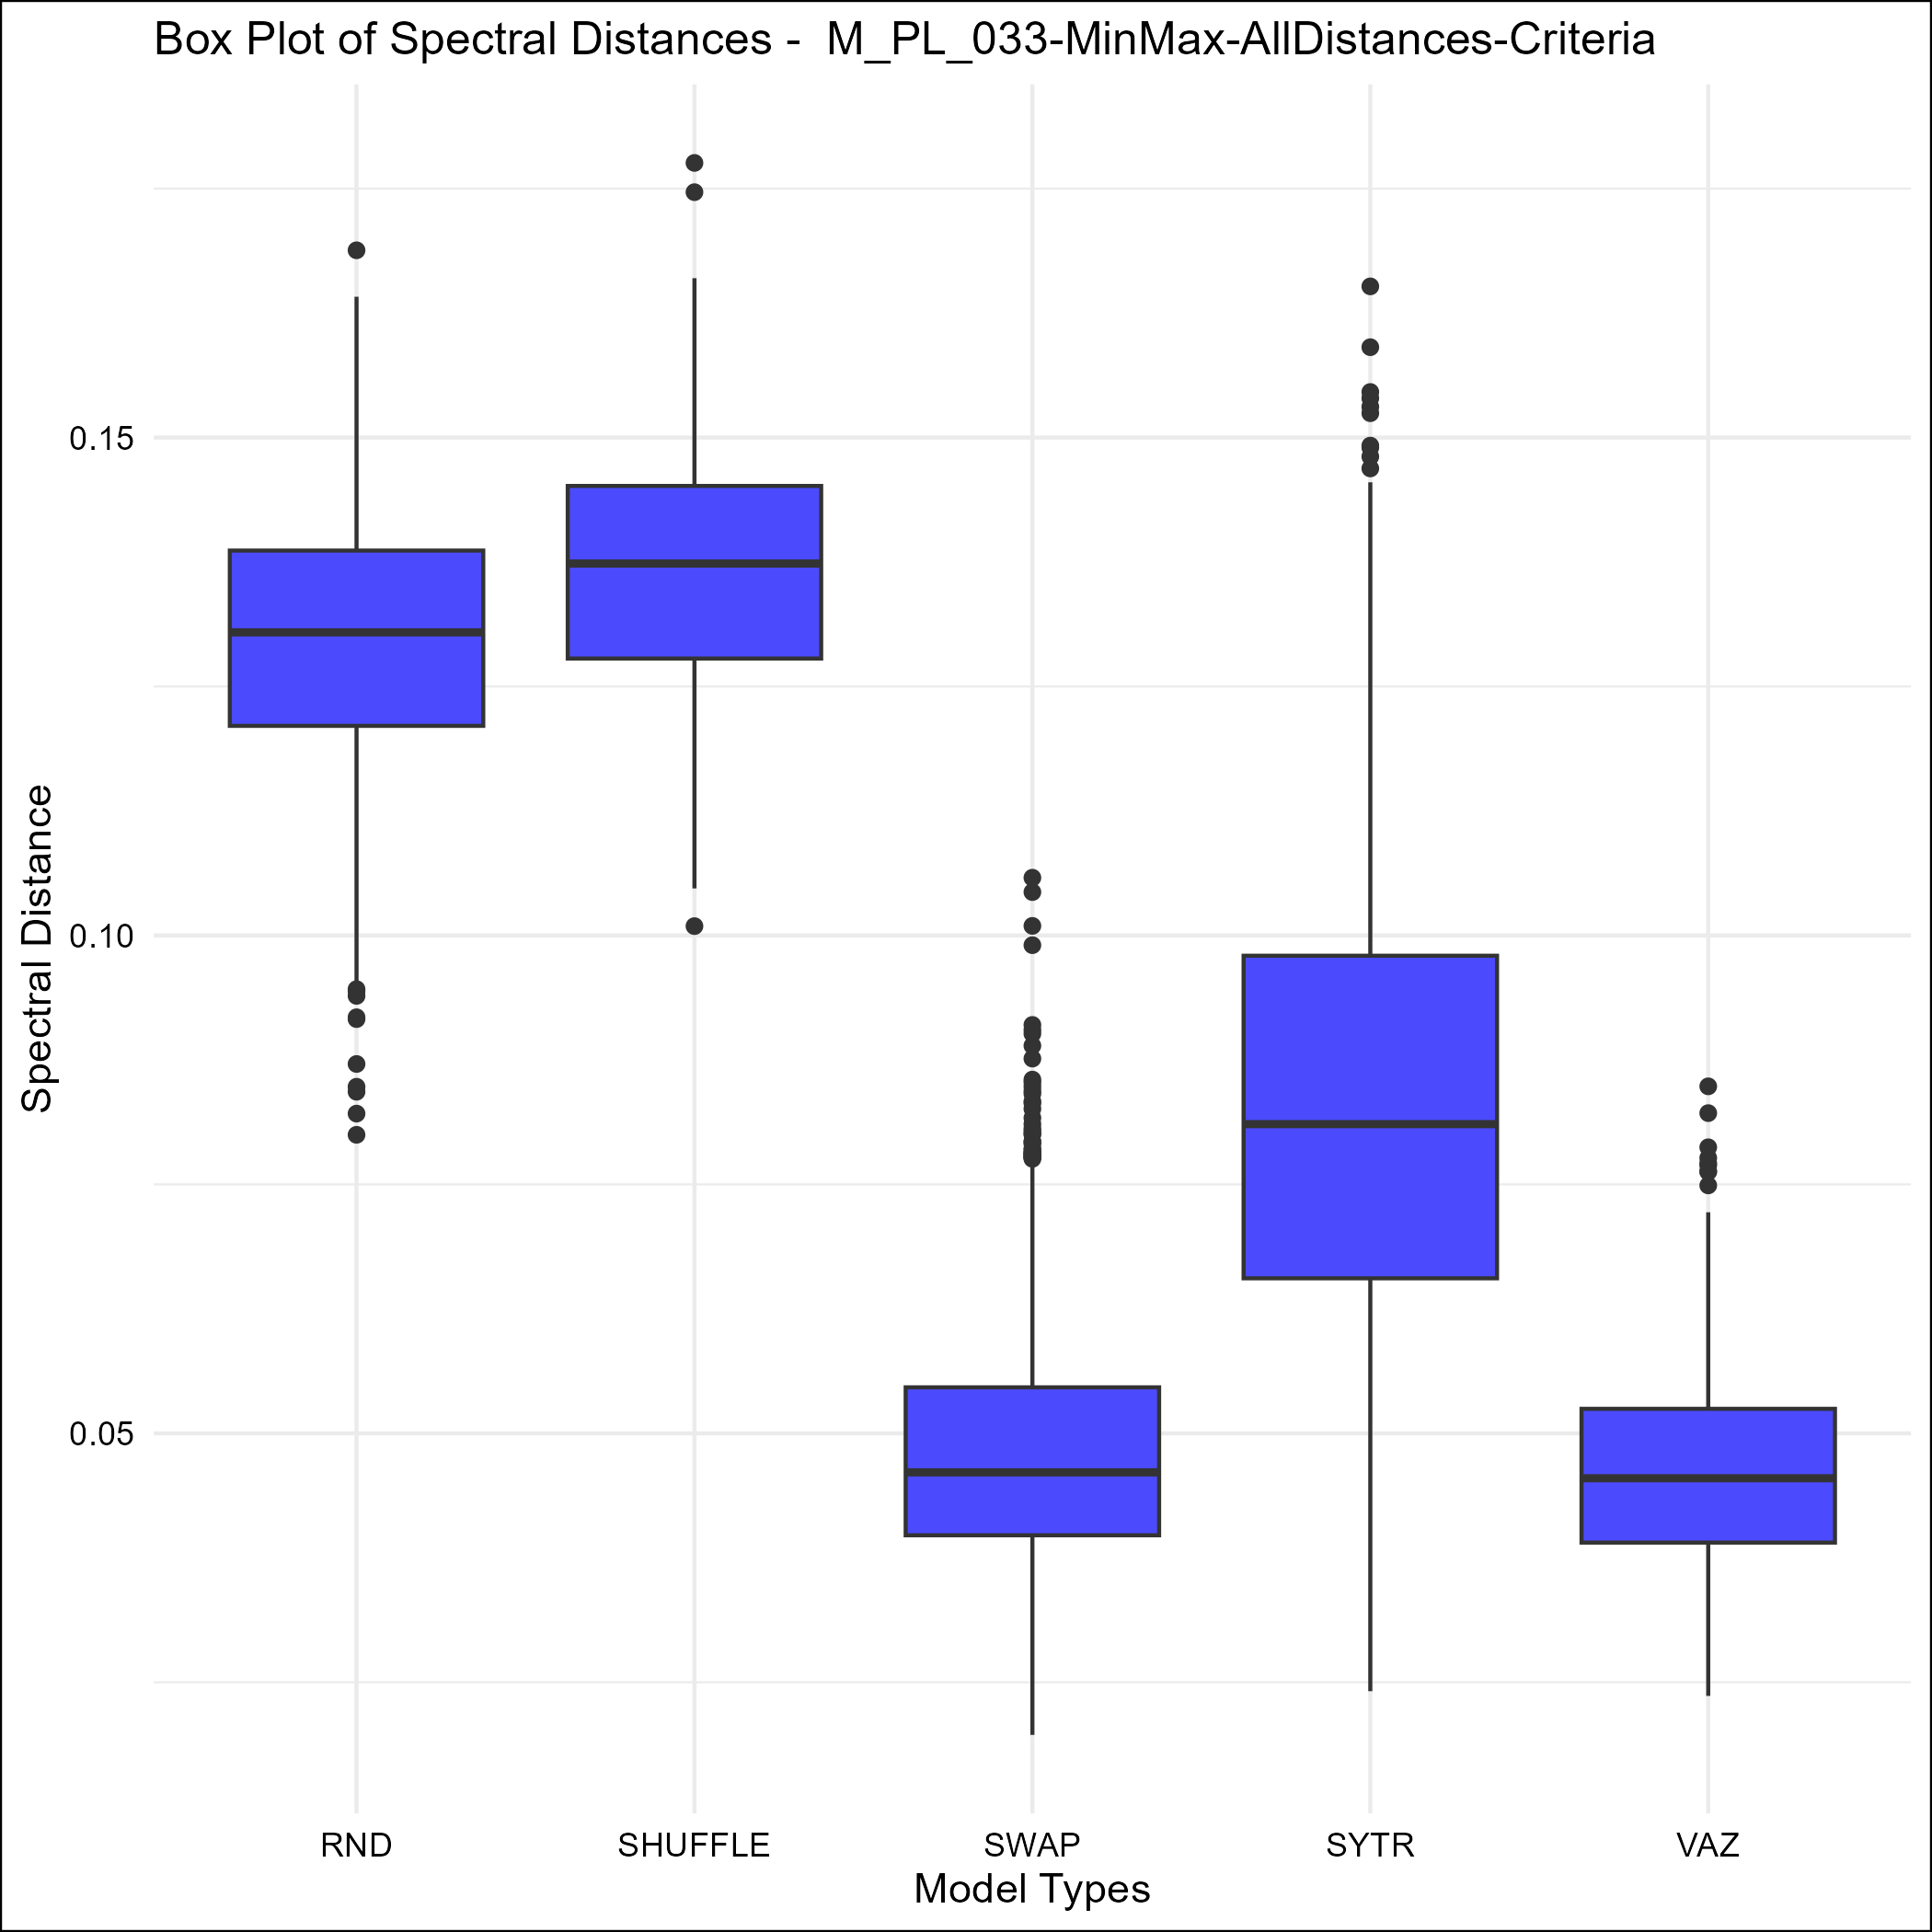 Box Plot of Spectral Distances -  M_PL_033-MinMax-AllDistances-Criteria
Spectral Distance
0.15
0.10
0.05
RND SHUFFLE SWAP SYTR VAZ
Model Types